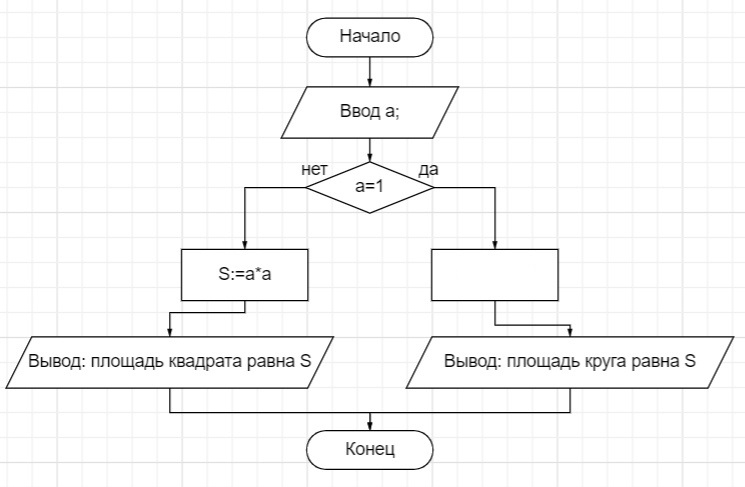 Начало
Ввод a;
нет
да
a=1
S:=a*a
Вывод: площадь квадрата равна S
Вывод: площадь круга равна S
Конец